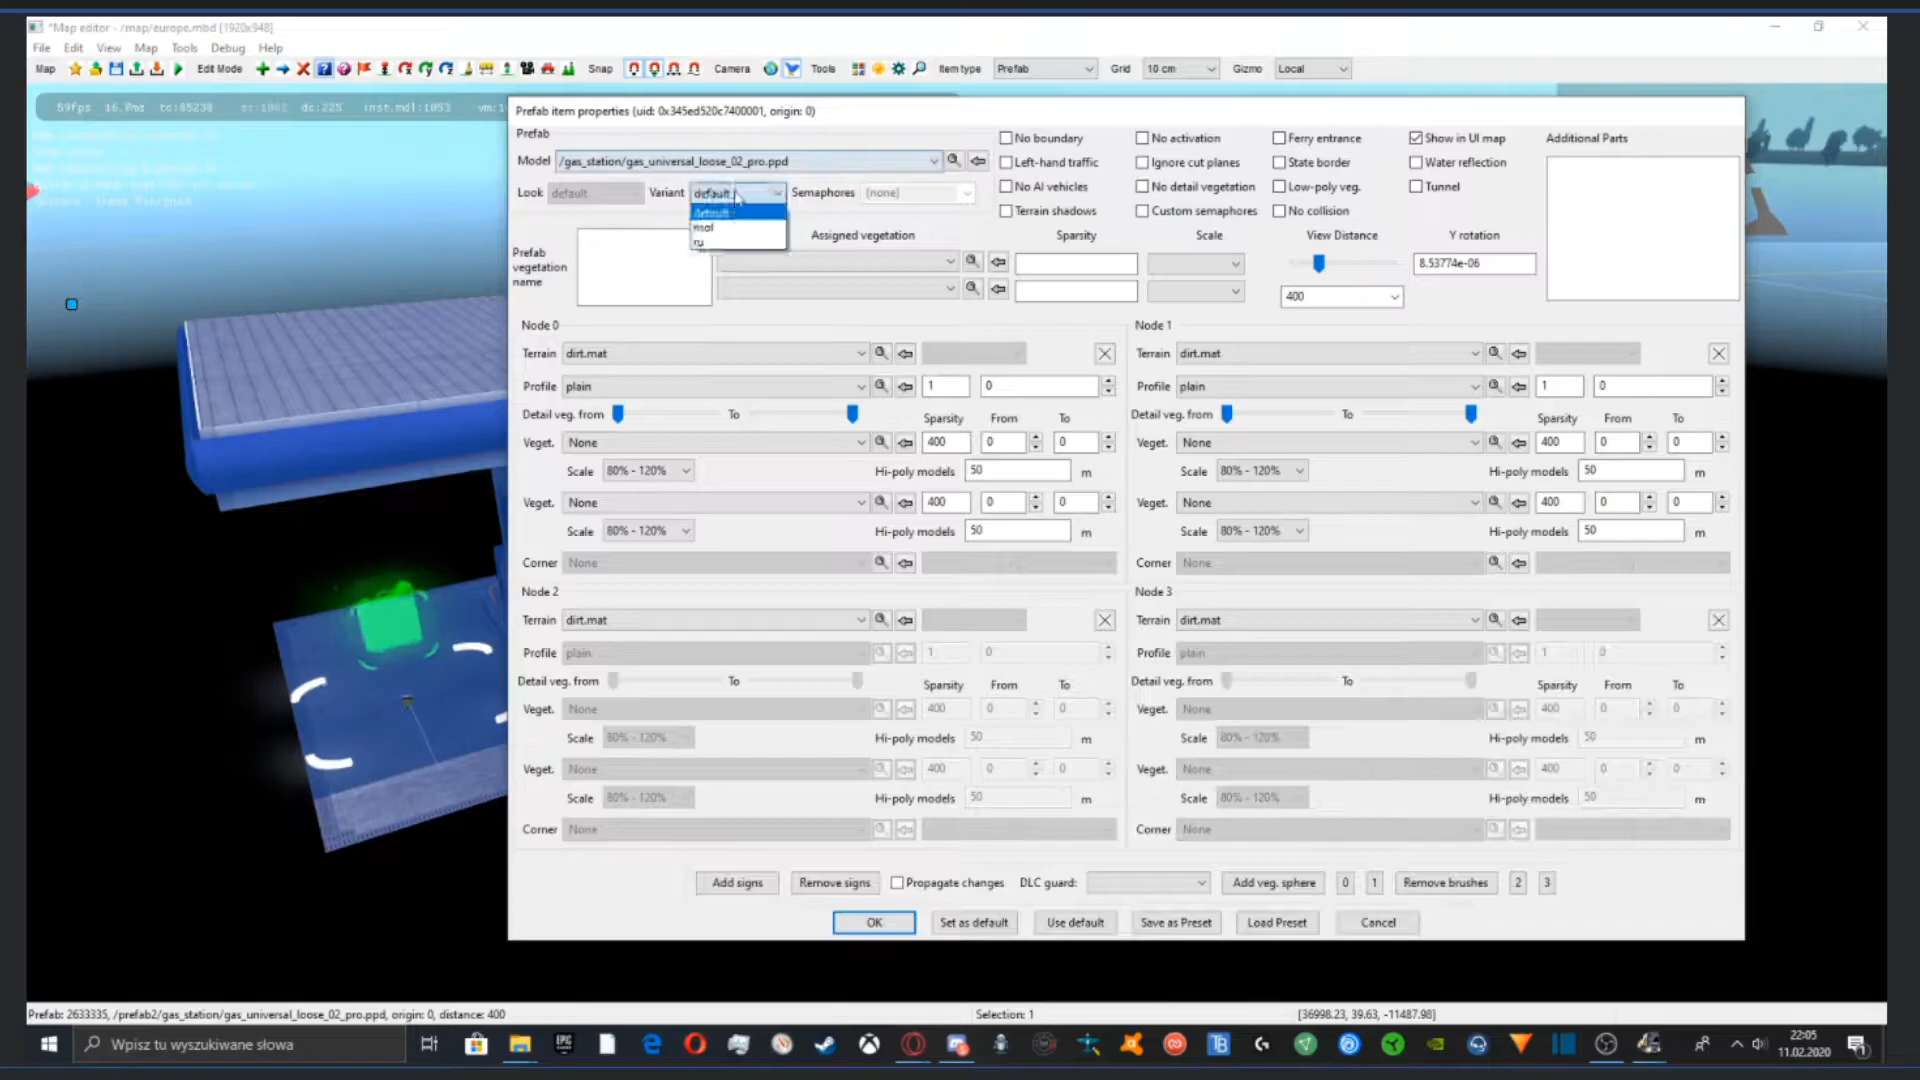 *Map editor - /map/europe.mbd [1920x948]
File Edit View Map Tools Debug Help
Map Edit Mode Snap Camera Tools Item type Prefab Grid 10 cm Gizmo Local
59fps 16.0ms tc:85238 dc:225 inst.mdl:1053
Prefab item properties (uid: 0x345ed520c7400001, origin: 0)
Prefab
Model /gas_station/gas_universal_loose_02_pro.ppd
Look default Variant default Semaphores (none)
default
mol
ru
No boundary No activation Ferry entrance Show in UI map Additional Parts
Left-hand traffic Ignore cut planes State border Water reflection
No AI vehicles No detail vegetation Low-poly veg. Tunnel
Terrain shadows Custom semaphores No collision
Prefab vegetation name Assigned vegetation Sparsity Scale View Distance Y rotation
8.53774e-06
400
Node 0
Terrain dirt.mat
Profile plain 1 0
Detail veg. from To Sparsity From To
Veget. None 400 0 0
Scale 80% - 120% Hi-poly models 50 m
Veget. None 400 0 0
Scale 80% - 120% Hi-poly models 50 m
Corner None
Node 1
Terrain dirt.mat
Profile plain 1 0
Detail veg. from To Sparsity From To
Veget. None 400 0 0
Scale 80% - 120% Hi-poly models 50 m
Veget. None 400 0 0
Scale 80% - 120% Hi-poly models 50 m
Corner None
Node 2
Terrain dirt.mat
Profile plain 1 0
Detail veg. from To Sparsity From To
Veget. None 400 0 0
Scale 80% - 120% Hi-poly models 50 m
Veget. None 400 0 0
Scale 80% - 120% Hi-poly models 50 m
Corner None
Node 3
Terrain dirt.mat
Profile plain 1 0
Detail veg. from To Sparsity From To
Veget. None 400 0 0
Scale 80% - 120% Hi-poly models 50 m
Veget. None 400 0 0
Scale 80% - 120% Hi-poly models 50 m
Corner None
Add signs Remove signs Propagate changes DLC guard: Add veg. sphere 0 1 Remove brushes 2 3
OK Set as default Use default Save as Preset Load Preset Cancel
Prefab: 2633335, /prefab2/gas_station/gas_universal_loose_02_pro.ppd, origin: 0, distance: 400 Selection: 1 [36998.23, 39.63, -11487.98]
Wpisz tu wyszukiwane słowa
EPIC GAMES
TB
22:05
11.02.2020